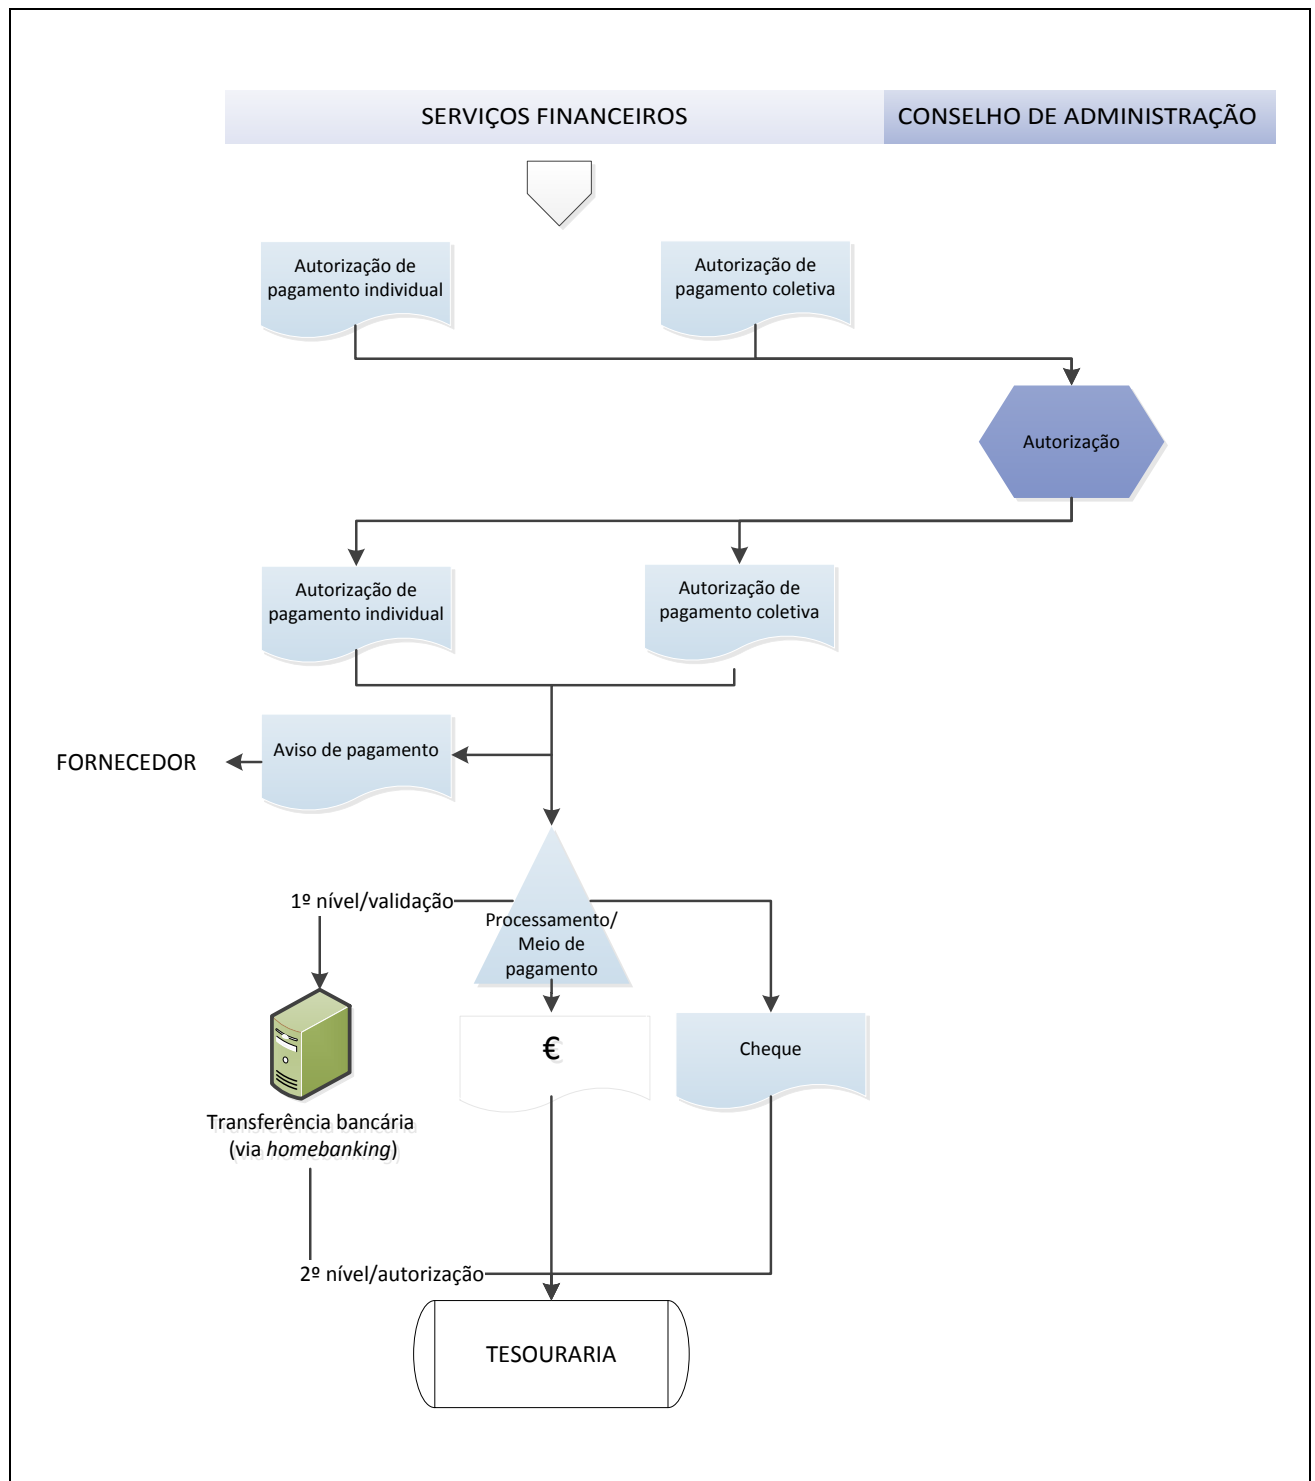 SERVIÇOS FINANCEIROS
CONSELHO DE ADMINISTRAÇÃO
Autorização de
pagamento individual
Autorização de
pagamento coletiva
Autorização
Autorização de
pagamento individual
Autorização de
pagamento coletiva
FORNECEDOR
Aviso de pagamento
1º nível/validação
Processamento/
Meio de
pagamento
€
Cheque
Transferência bancária
(via homebanking)
2º nível/autorização
TESOURARIA